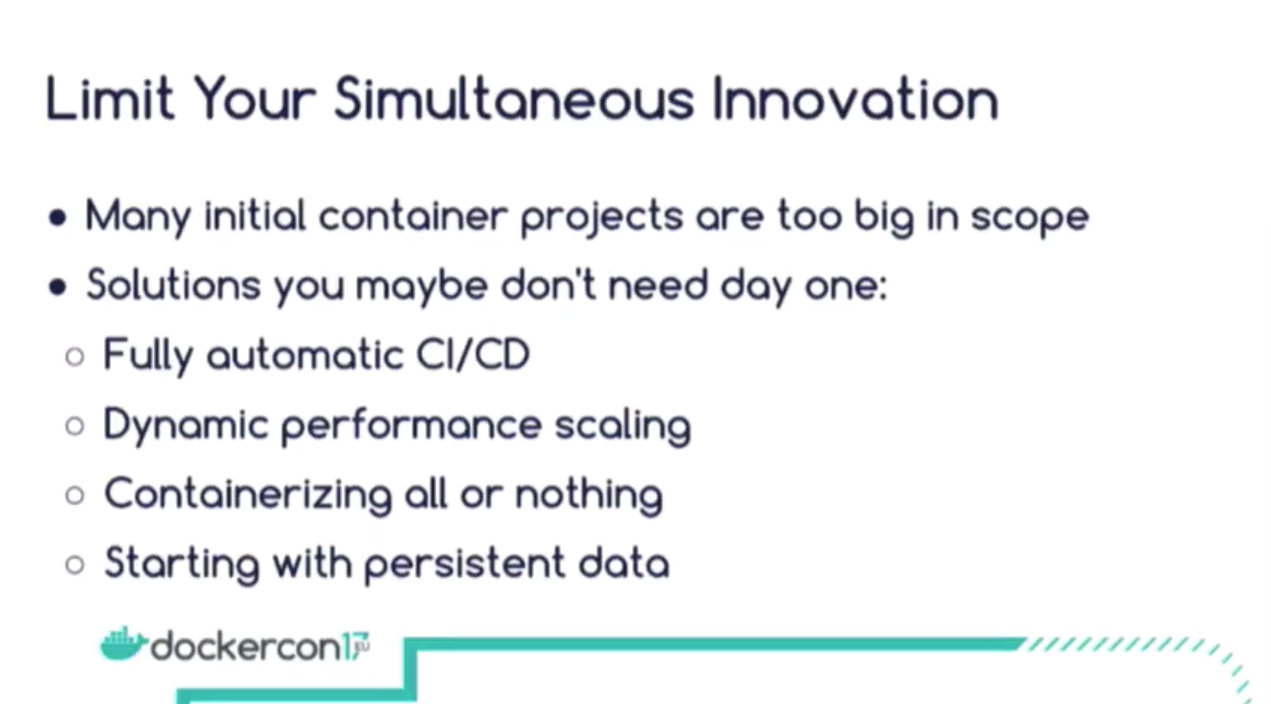 Limit Your Simultaneous Innovation
• Many initial container projects are too big in scope
• Solutions you maybe don't need day one:
○ Fully automatic CI/CD
○ Dynamic performance scaling
○ Containerizing all or nothing
○ Starting with persistent data
dockercon17 EU